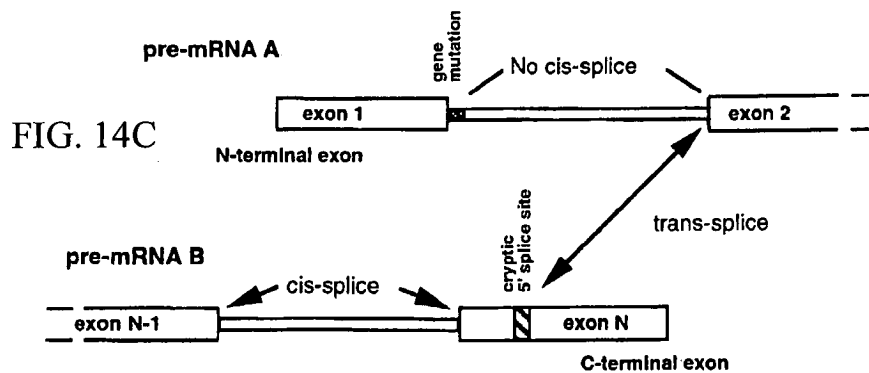 pre-mRNA A
gene
mutation
No cis-splice
exon 1
exon 2
FIG. 14C
N-terminal exon
trans-splice
pre-mRNA B
cryptic
5' splice site
cis-splice
exon N-1
exon N
C-terminal exon